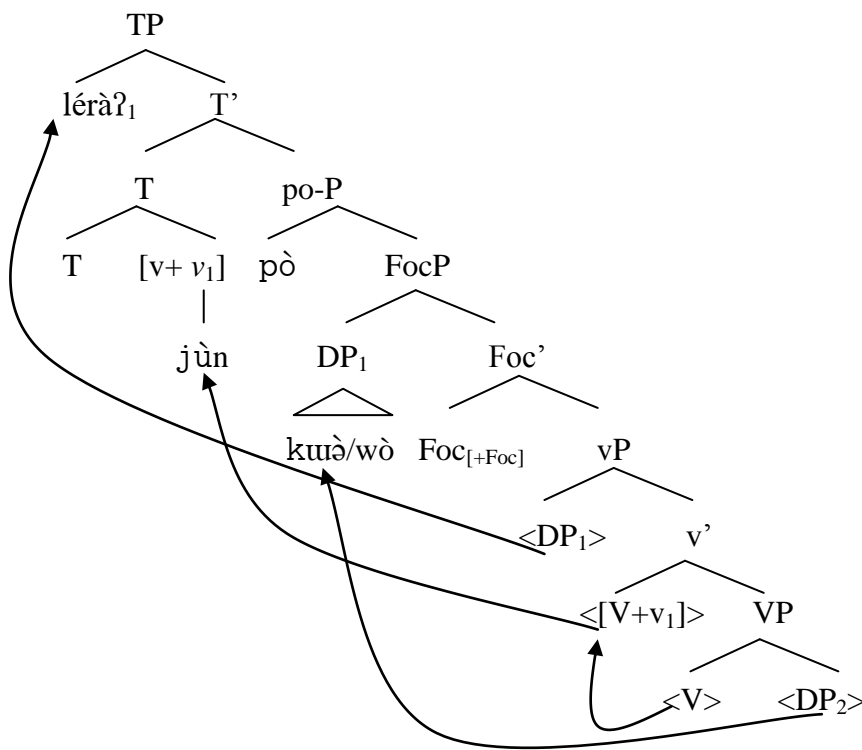 TP
léràʔ₁ T’
T po-P
T [v+ v₁] pò FocP
jùn DP₁ Foc’
kɯə̀/wò Foc[+Foc] vP
<DP₁> v’
<[V+v₁]> VP
<V> <DP₂>